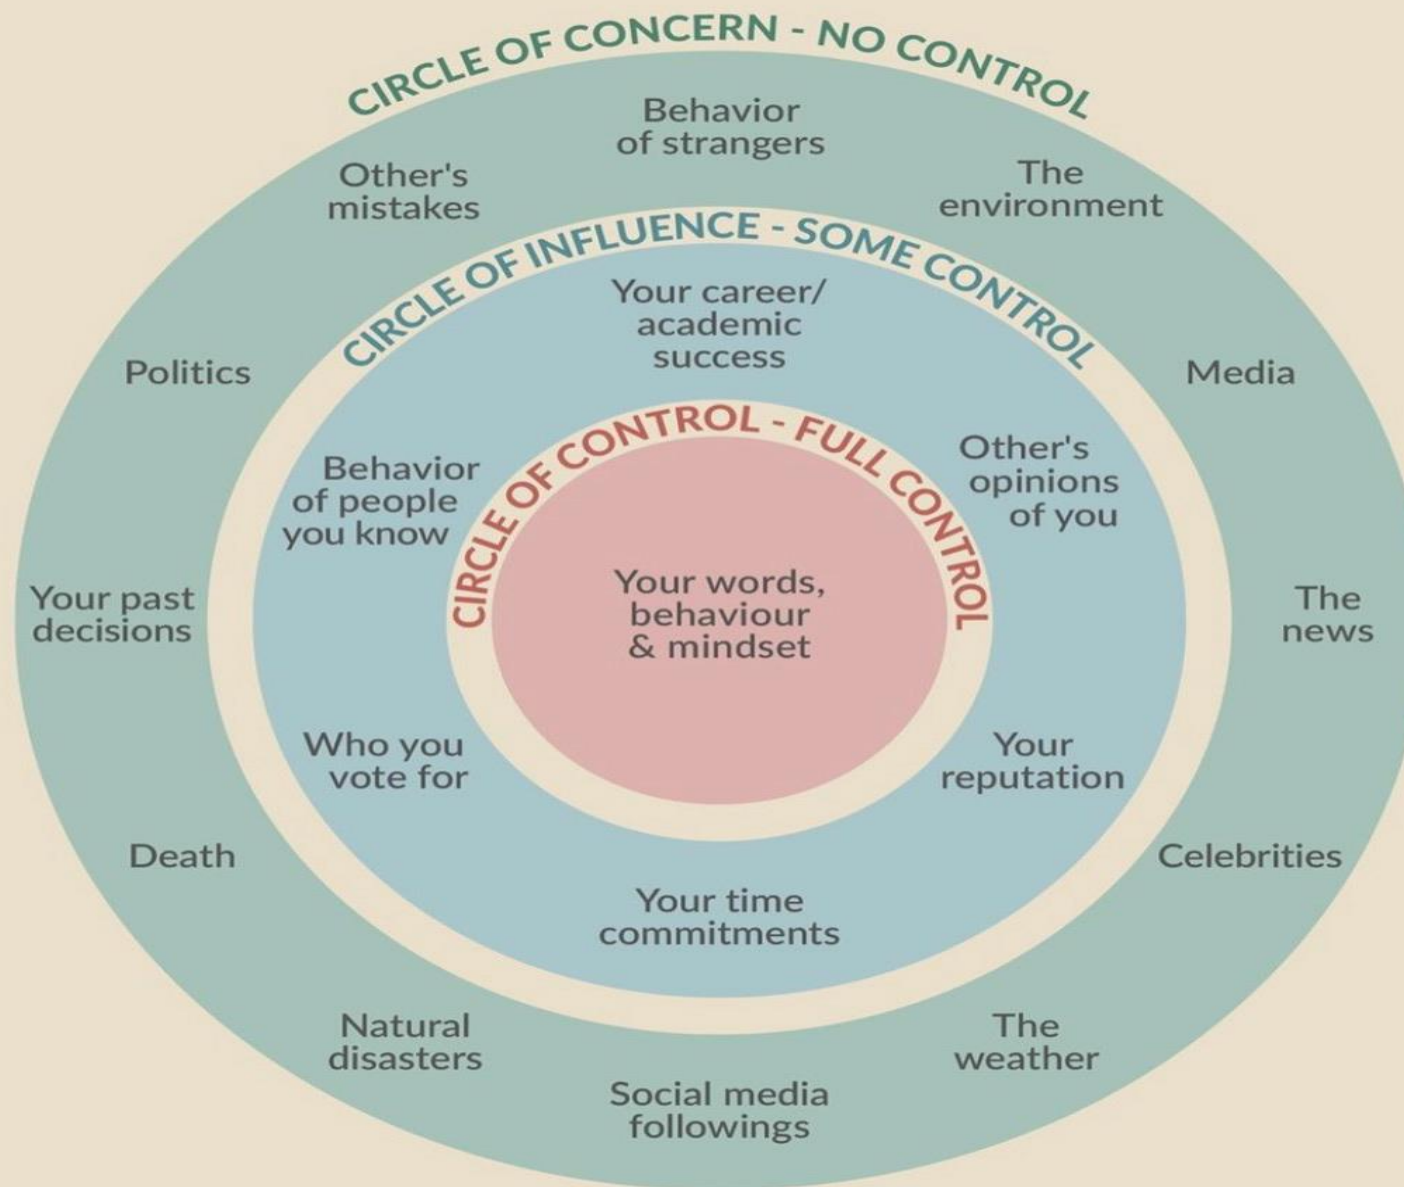 CIRCLE OF CONCERN - NO CONTROL
Behavior
of strangers
Other's
mistakes
The
environment
Politics
Media
Your past
decisions
The
news
Death
Celebrities
Natural
disasters
The
weather
Social media
followings
CIRCLE OF INFLUENCE - SOME CONTROL
Your career/
academic
success
Behavior
of people
you know
Other's
opinions
of you
Who you
vote for
Your
reputation
Your time
commitments
CIRCLE OF CONTROL - FULL CONTROL
Your words,
behaviour
& mindset